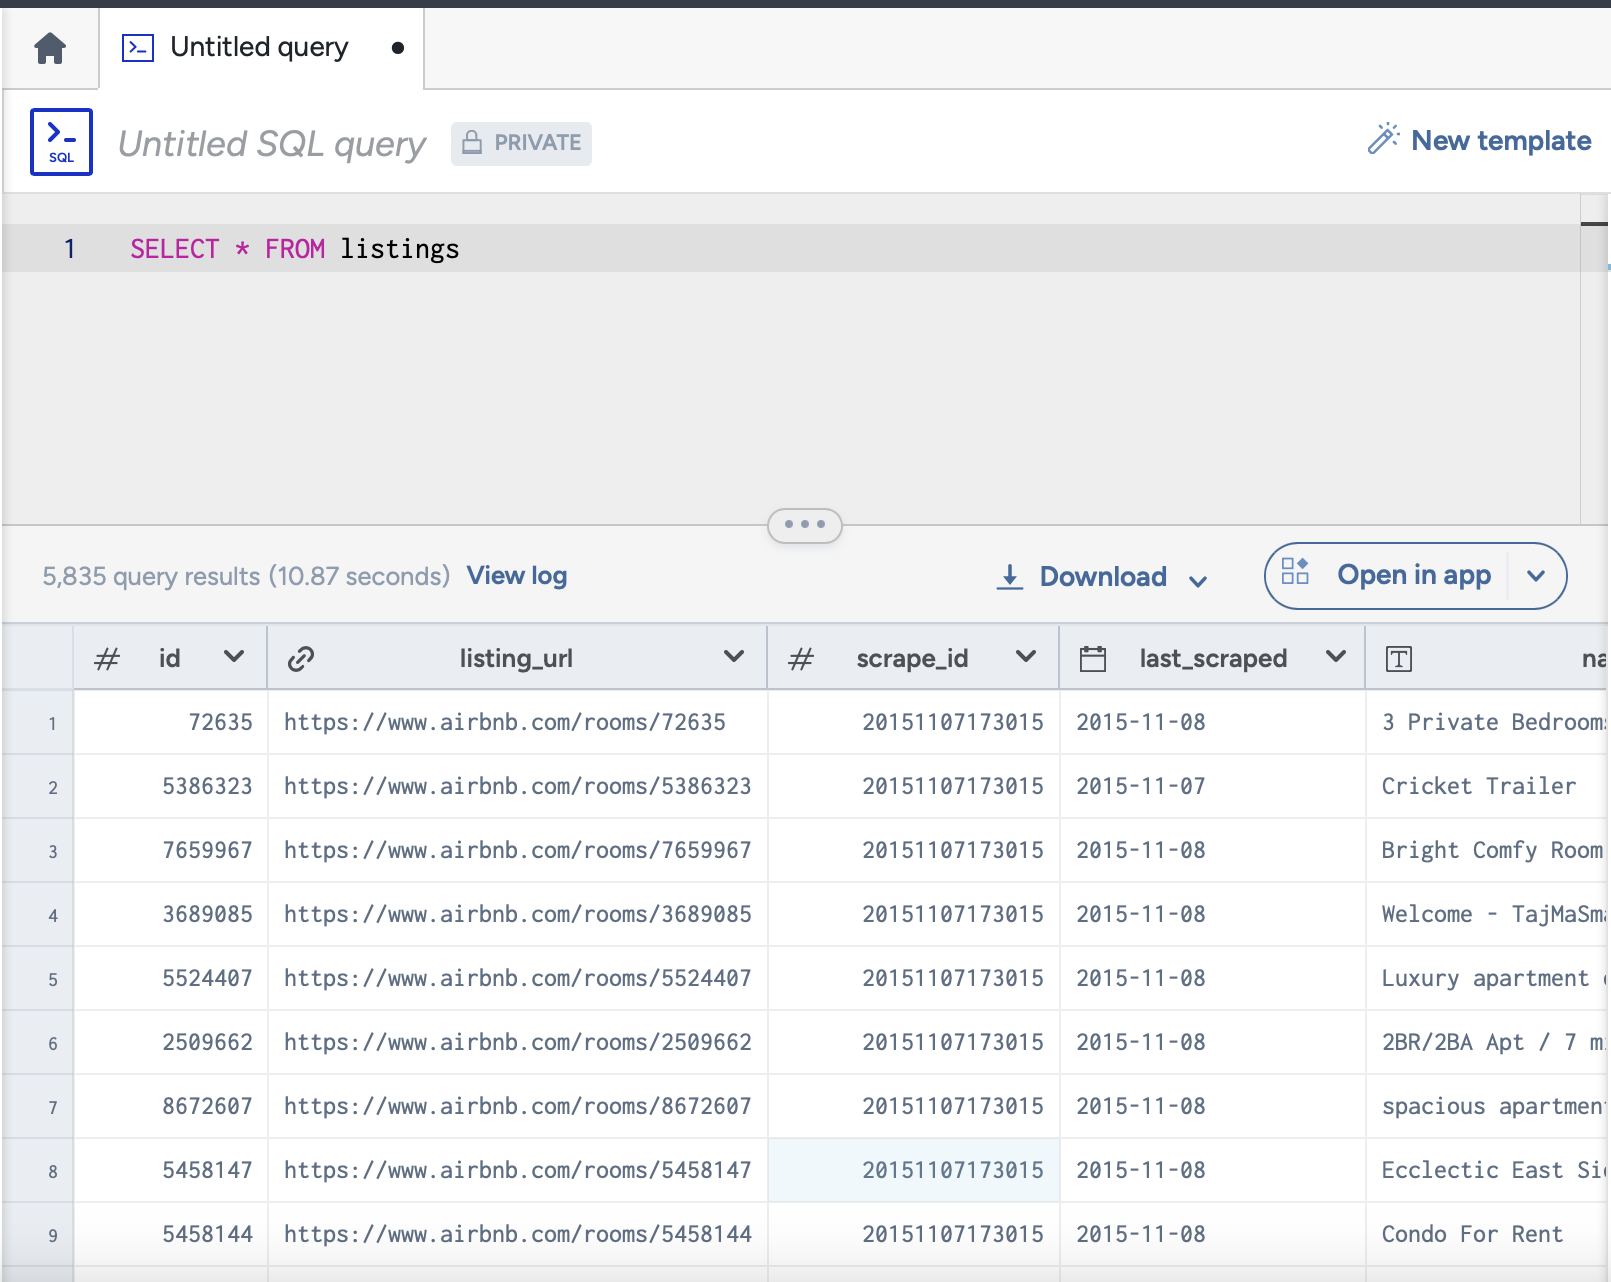 Untitled query
SQL
Untitled SQL query
PRIVATE
New template
1 SELECT * FROM listings
5,835 query results (10.87 seconds) View log
Download
Open in app
# id listing_url # scrape_id last_scraped T
1 72635 https://www.airbnb.com/rooms/72635 20151107173015 2015-11-08 3 Private
2 5386323 https://www.airbnb.com/rooms/5386323 20151107173015 2015-11-07 Cricket Trailer
3 7659967 https://www.airbnb.com/rooms/7659967 20151107173015 2015-11-08 Bright Comfy Room
4 3689085 https://www.airbnb.com/rooms/3689085 20151107173015 2015-11-08 Welcome -
5 5524407 https://www.airbnb.com/rooms/5524407 20151107173015 2015-11-08 Luxury apartment
6 2509662 https://www.airbnb.com/rooms/2509662 20151107173015 2015-11-08 2BR/2BA Apt / 7
7 8672607 https://www.airbnb.com/rooms/8672607 20151107173015 2015-11-08 spacious
8 5458147 https://www.airbnb.com/rooms/5458147 20151107173015 2015-11-08 Ecclectic East
9 5458144 https://www.airbnb.com/rooms/5458144 20151107173015 2015-11-08 Condo For Rent